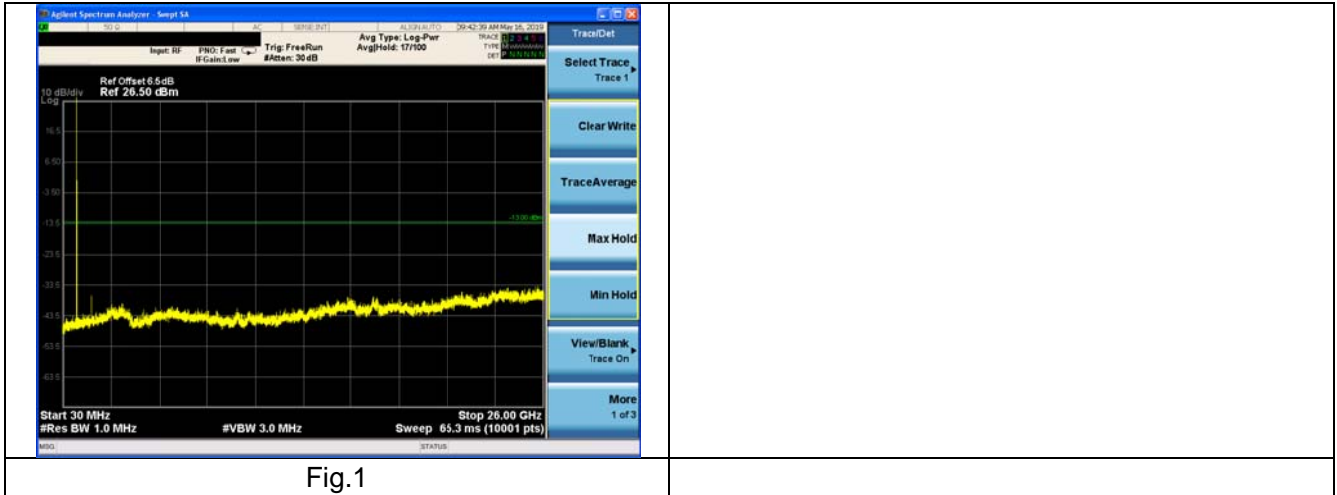 Agilent Spectrum Analyzer - Swept SA
50 Ω AC SENSE:INT ALIGN AUTO 09:42:39 AM May 16, 2019
Input: RF PNO: Fast IFGain:Low
Trig: FreeRun
#Atten: 30 dB
Avg Type: Log-Pwr
Avg|Hold: 17/100
TRACE 1 2 3 4 5 6
TYPE
DET P N N N N N
Ref Offset 6.5 dB
10 dB/div Ref 26.50 dBm
Log
16.5
6.50
-3.50
-13.5
-13.00 dBm
-23.5
-33.5
-43.5
-53.5
-63.5
Start 30 MHz Stop 26.00 GHz
#Res BW 1.0 MHz #VBW 3.0 MHz Sweep 65.3 ms (10001 pts)
MSG STATUS
Trace/Det
Select Trace
Trace 1
Clear Write
TraceAverage
Max Hold
Min Hold
View/Blank
Trace On
More
1 of 3
Fig.1